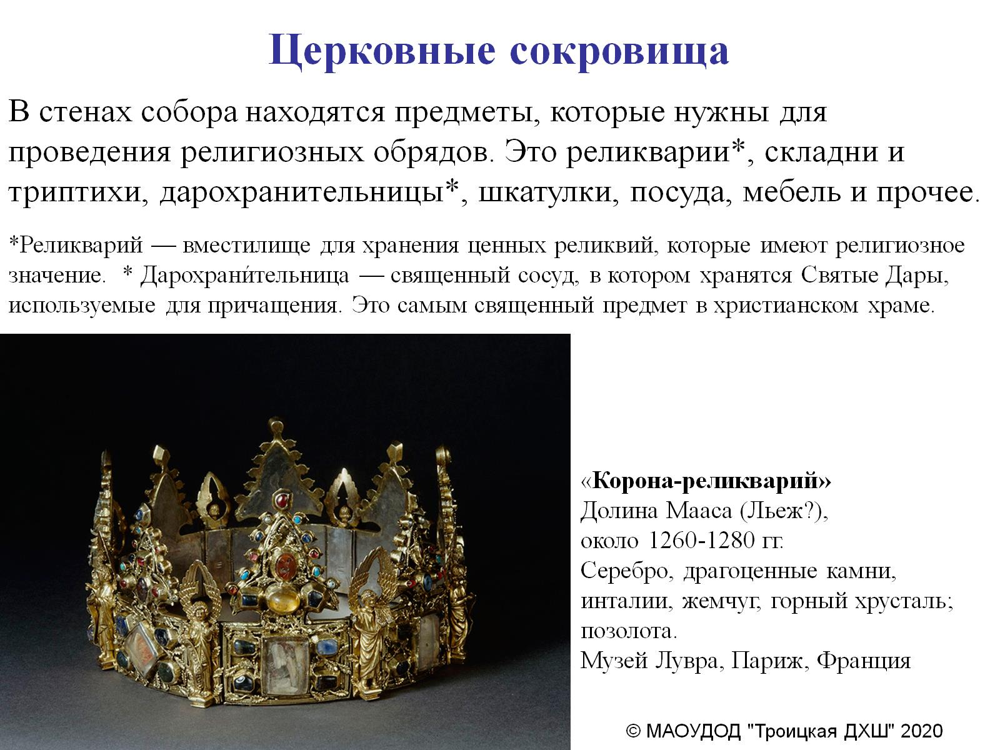 Церковные сокровища
В стенах собора находятся предметы, которые нужны для
проведения религиозных обрядов. Это реликварии*, складни и
триптихи, дарохранительницы*, шкатулки, посуда, мебель и прочее.
*Реликварий — вместилище для хранения ценных реликвий, которые имеют религиозное
значение. * Дарохрани́тельница — священный сосуд, в котором хранятся Святые Дары,
используемые для причащения. Это самым священный предмет в христианском храме.
«Корона-реликварий»
Долина Мааса (Льеж?),
около 1260-1280 гг.
Серебро, драгоценные камни,
инталии, жемчуг, горный хрусталь;
позолота.
Музей Лувра, Париж, Франция
© МАОУДОД "Троицкая ДХШ" 2020